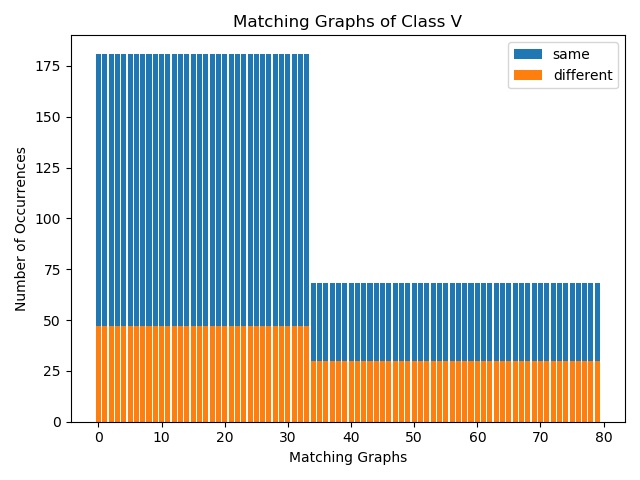 Matching Graphs of Class V
same
different
Number of Occurrences
175
150
125
100
75
50
25
0
0 10 20 30 40 50 60 70 80
Matching Graphs